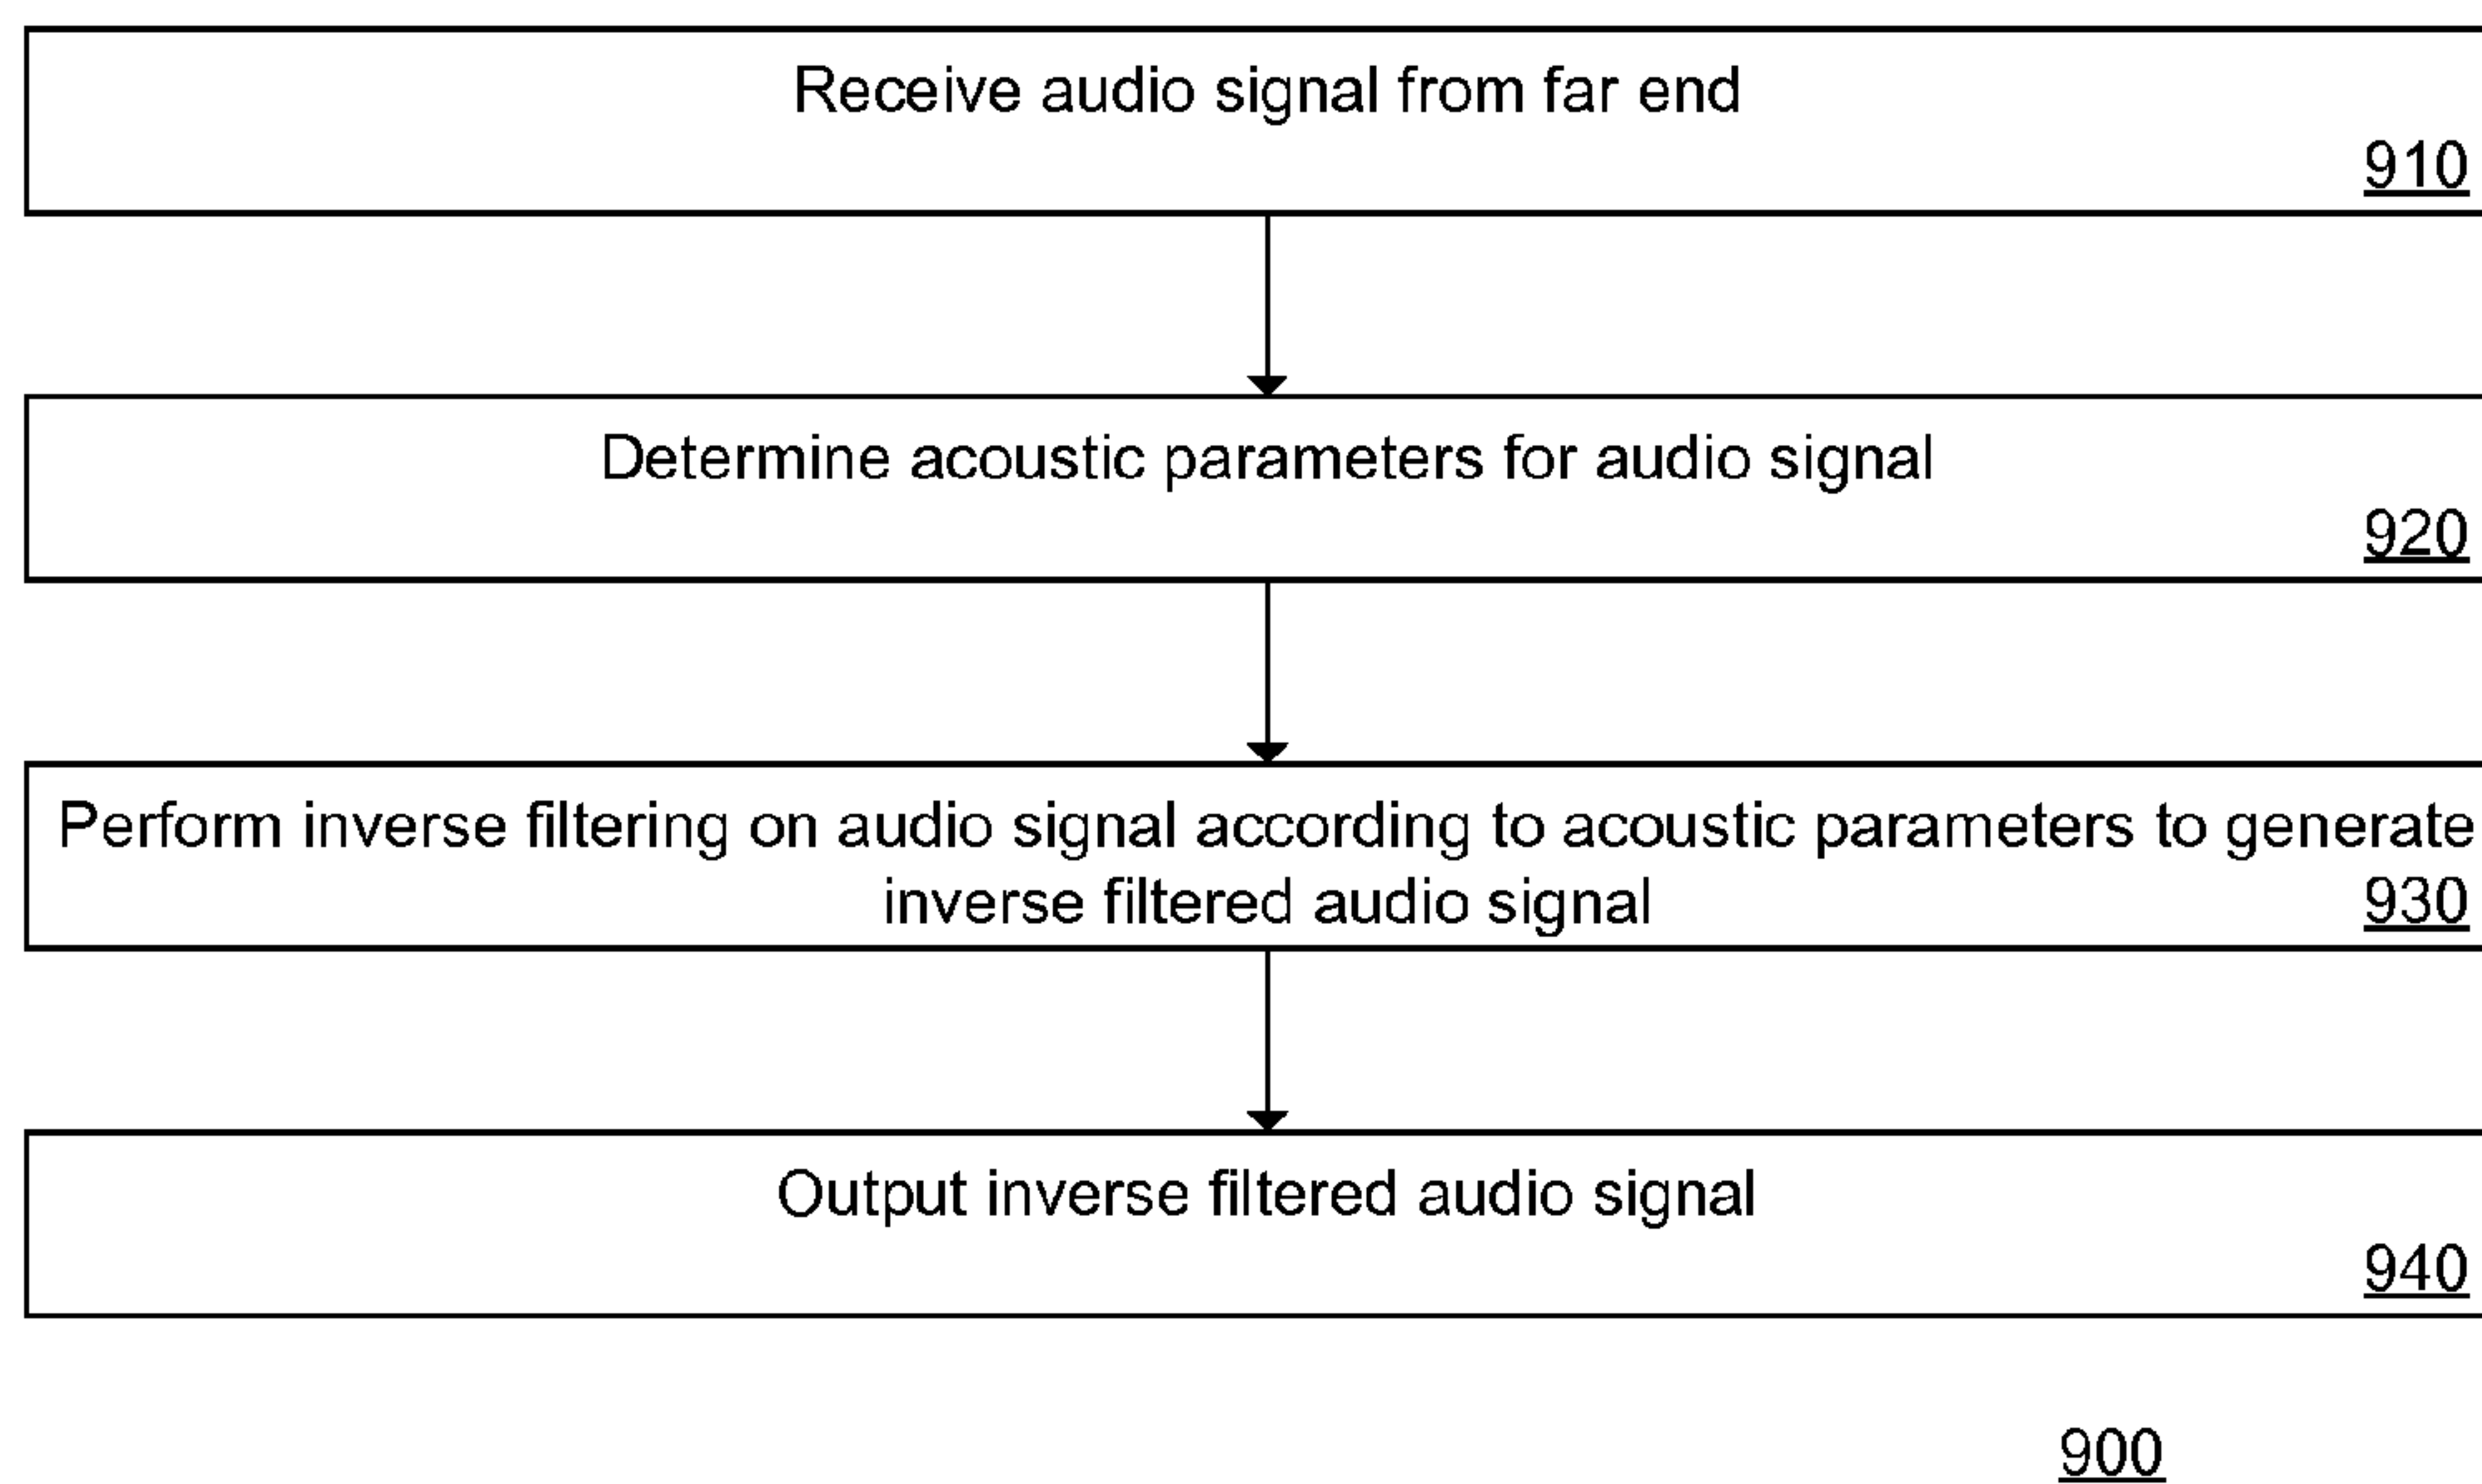 Receive audio signal from far end
910
Determine acoustic parameters for audio signal
920
Perform inverse filtering on audio signal according to acoustic parameters to generate
inverse filtered audio signal
930
Output inverse filtered audio signal
940
900